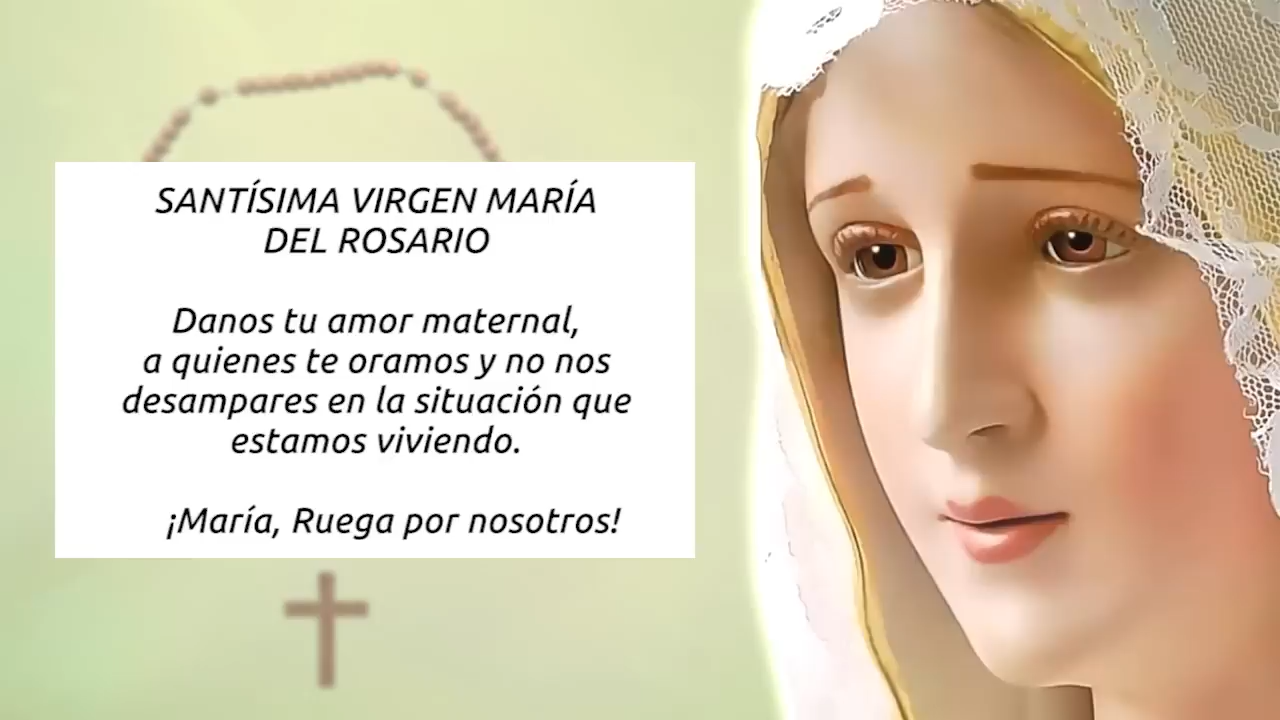 SANTÍSIMA VIRGEN MARÍA
DEL ROSARIO
Danos tu amor maternal,
a quienes te oramos y no nos
desampares en la situación que
estamos viviendo.
¡María, Ruega por nosotros!